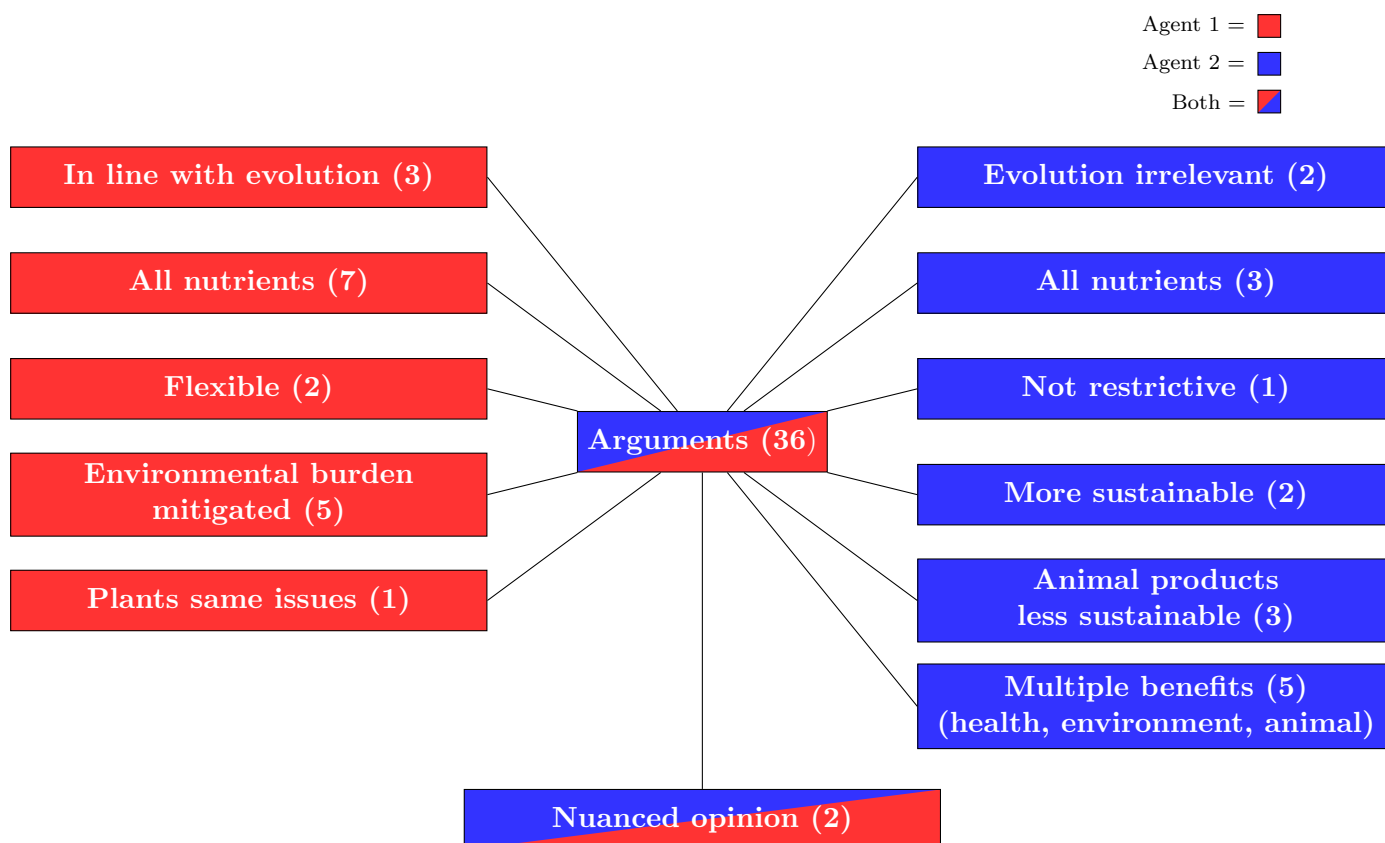 Agent 1 =
Agent 2 =
Both =
In line with evolution (3)
Evolution irrelevant (2)
All nutrients (7)
All nutrients (3)
Flexible (2)
Not restrictive (1)
Arguments (36)
Environmental burden
mitigated (5)
More sustainable (2)
Plants same issues (1)
Animal products
less sustainable (3)
Multiple benefits (5)
(health, environment, animal)
Nuanced opinion (2)